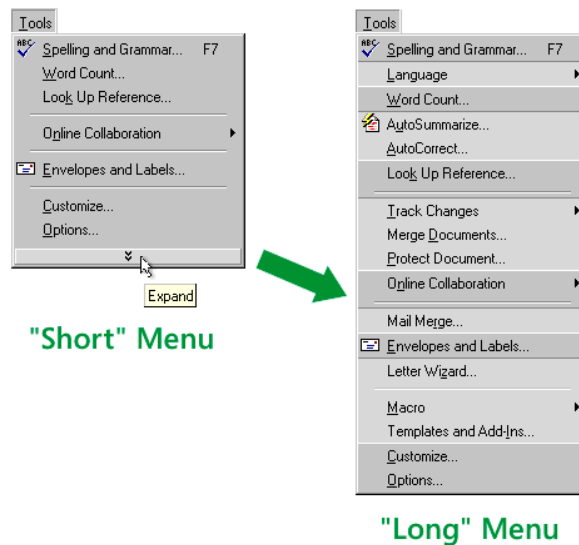 Tools
Spelling and Grammar... F7
Word Count...
Look Up Reference...
Online Collaboration
Envelopes and Labels...
Customize...
Options...
Expand
"Short" Menu
Tools
Spelling and Grammar... F7
Language
Word Count...
AutoSummarize...
AutoCorrect...
Look Up Reference...
Track Changes
Merge Documents...
Protect Document...
Online Collaboration
Mail Merge...
Envelopes and Labels...
Letter Wizard...
Macro
Templates and Add-Ins...
Customize...
Options...
"Long" Menu